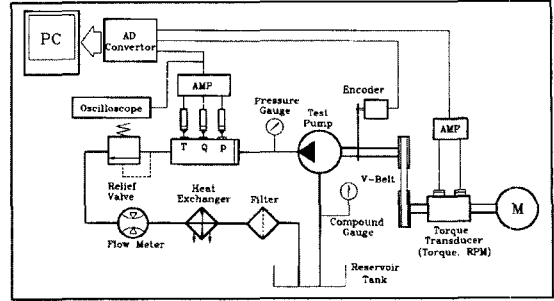 PC
AD
Convertor
AMP
Oscilloscope
Pressure
Gauge
Test
Pump
Encoder
AMP
T Q P
V-Belt
Relief
Valve
Heat
Exchanger
Filter
Compound
Gauge
M
Flow Meter
Torque
Transducer
(Torque, RPM)
Reservoir
Tank